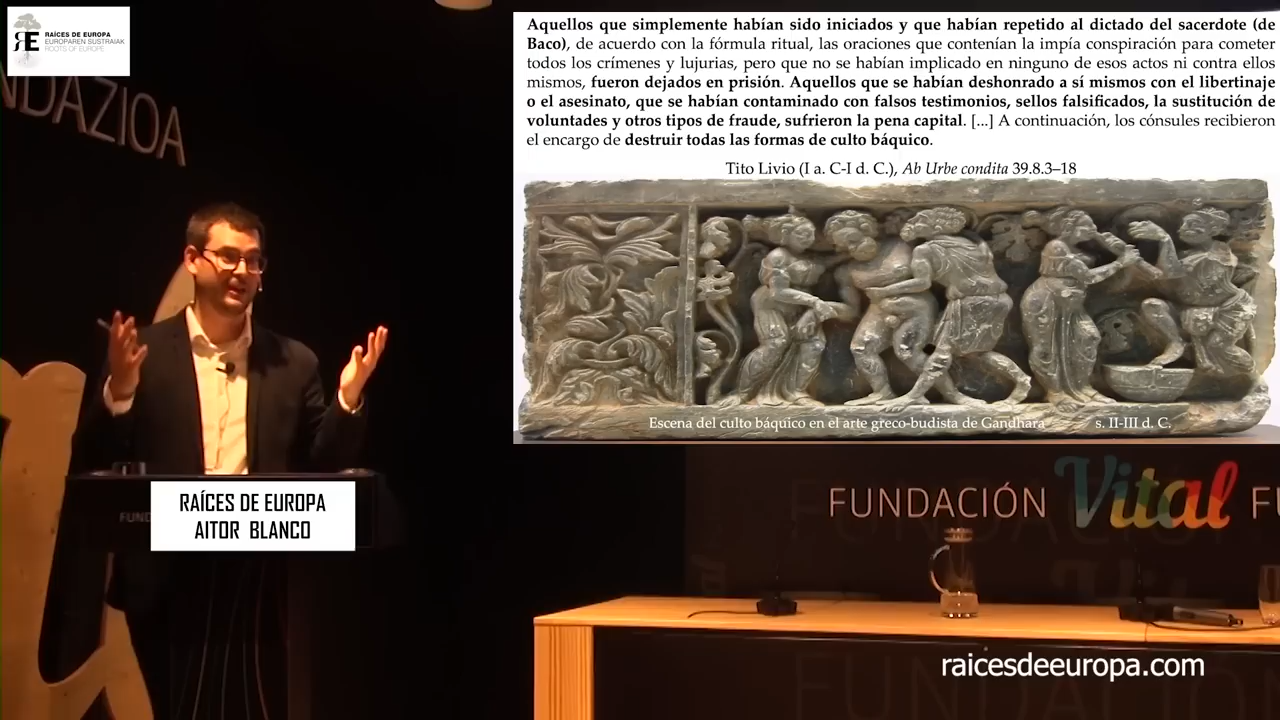 RAÍCES DE EUROPA
EUROPAREN SUSTRAIAK
ROOTS OF EUROPE
NDAZIOA
Aquellos que simplemente habían sido iniciados y que habían repetido al dictado del sacerdote (de
Baco), de acuerdo con la fórmula ritual, las oraciones que contenían la impía conspiración para cometer
todos los crímenes y lujurias, pero que no se habían implicado en ninguno de esos actos ni contra ellos
mismos, fueron dejados en prisión. Aquellos que se habían deshonrado a sí mismos con el libertinaje
o el asesinato, que se habían contaminado con falsos testimonios, sellos falsificados, la sustitución de
voluntades y otros tipos de fraude, sufrieron la pena capital. [...] A continuación, los cónsules recibieron
el encargo de destruir todas las formas de culto báquico.
Tito Livio (I a. C-I d. C.), Ab Urbe condita 39.8.3–18
Escena del culto báquico en el arte greco-budista de Gandhara s. II-III d. C.
RAÍCES DE EUROPA
AITOR BLANCO
FUNDACIÓN Vital FU
raicesdeeuropa.com